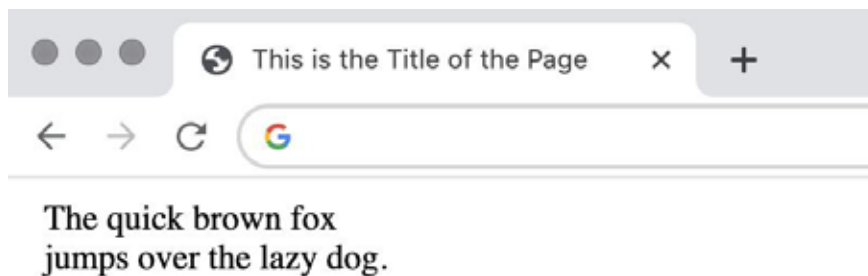 This is the Title of the Page
The quick brown fox
jumps over the lazy dog.